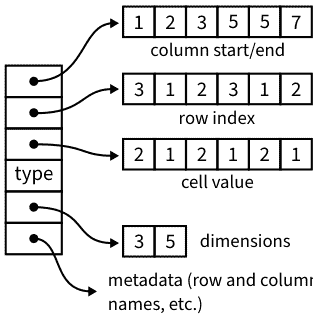 1 2 3 5 5 7
column start/end
3 1 2 3 1 2
row index
2 1 2 1 2 1
cell value
type
3 5 dimensions
metadata (row and column
names, etc.)